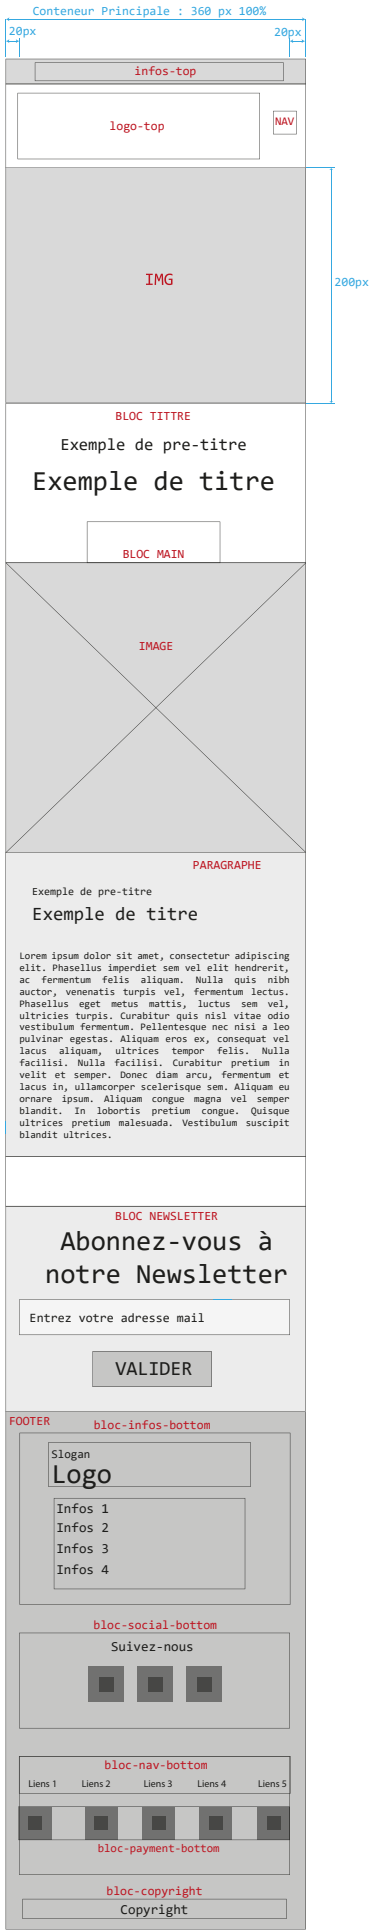 Conteneur Principale : 360 px 100%
20px
20px
infos-top
logo-top
NAV
IMG
200px
BLOC TITTRE
Exemple de pre-titre
Exemple de titre
BLOC MAIN
IMAGE
PARAGRAPHE
Exemple de pre-titre
Exemple de titre
Lorem ipsum dolor sit amet, consectetur adipiscing
elit. Phasellus imperdiet sem vel elit hendrerit,
ac fermentum felis aliquam. Nulla quis nibh
auctor, venenatis turpis vel, fermentum lectus.
Phasellus eget metus mattis, luctus sem vel,
ultricies turpis. Curabitur quis nisl vitae odio
vestibulum fermentum. Pellentesque nec nisi a leo
pulvinar egestas. Aliquam eros ex, consequat vel
lacus aliquam, ultrices tempor felis. Nulla
facilisi. Nulla facilisi. Curabitur pretium in
velit et semper. Donec diam arcu, fermentum et
lacus in, ullamcorper scelerisque sem. Aliquam eu
ornare ipsum. Aliquam congue magna vel semper
blandit. In lobortis pretium congue. Quisque
ultrices pretium malesuada. Vestibulum suscipit
blandit ultrices.
BLOC NEWSLETTER
Abonnez-vous à
notre Newsletter
Entrez votre adresse mail
VALIDER
FOOTER
bloc-infos-bottom
Slogan
Logo
Infos 1
Infos 2
Infos 3
Infos 4
bloc-social-bottom
Suivez-nous
bloc-nav-bottom
Liens 1 Liens 2 Liens 3 Liens 4 Liens 5
bloc-payment-bottom
bloc-copyright
Copyright